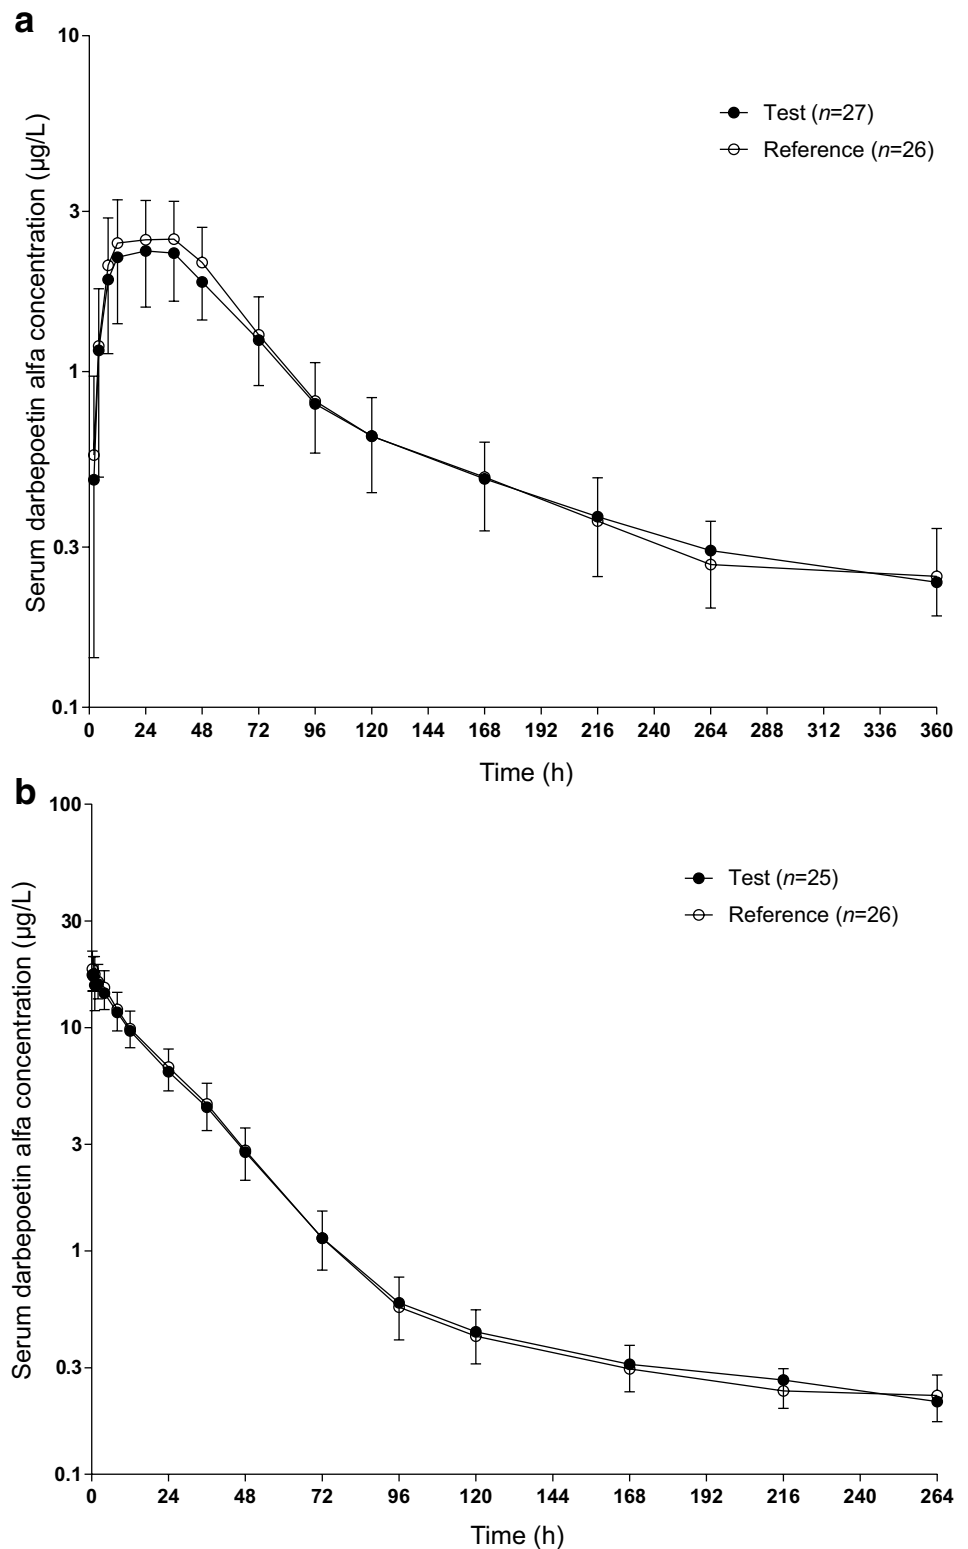 a
Serum darbepoetin alfa concentration (µg/L)
10
3
1
0.3
0.1
Test (n=27)
Reference (n=26)
0 24 48 72 96 120 144 168 192 216 240 264 288 312 336 360
Time (h)
b
Serum darbepoetin alfa concentration (µg/L)
100
30
10
3
1
0.3
0.1
Test (n=25)
Reference (n=26)
0 24 48 72 96 120 144 168 192 216 240 264
Time (h)